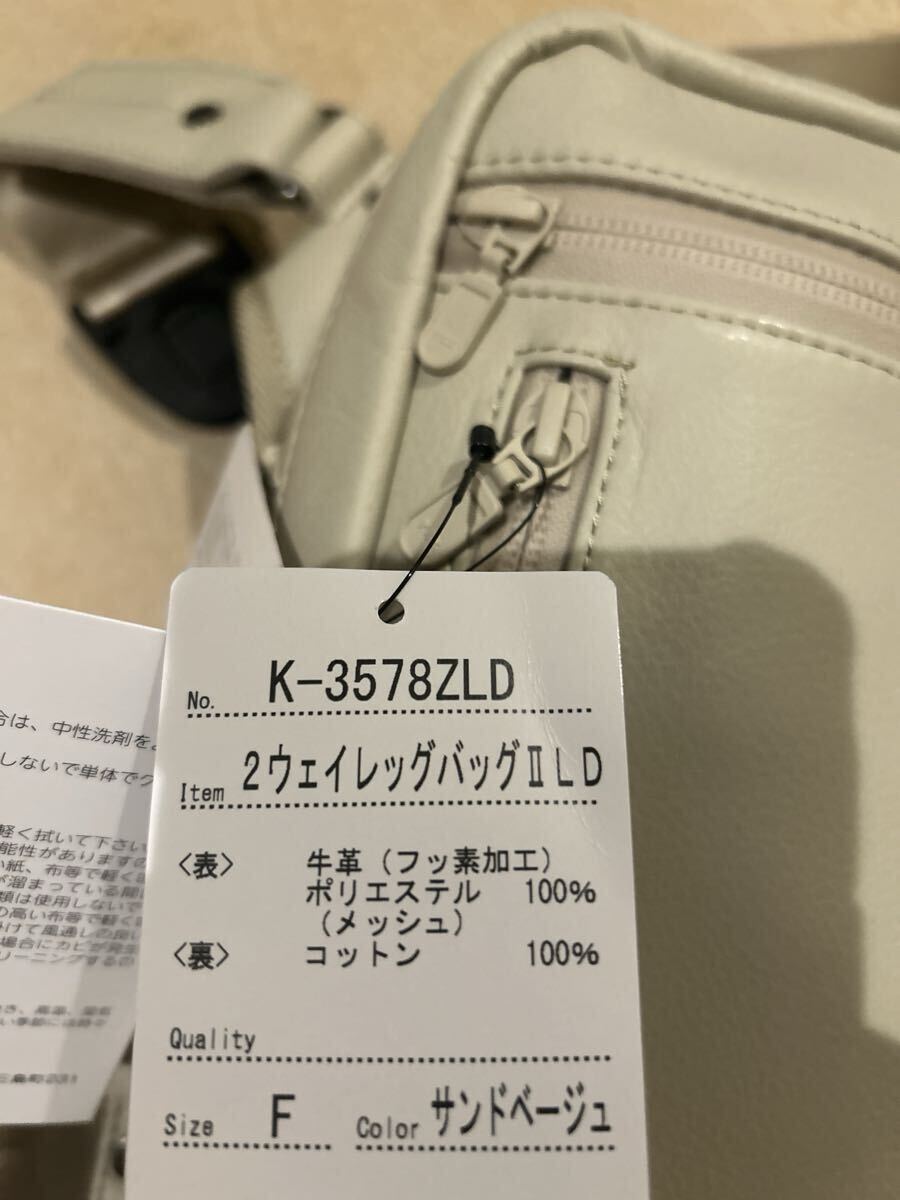 No. K-3578ZLD
Item 2ウェイレッグバッグⅡLD
<表> 牛革（フッ素加工）
ポリエステル 100%
（メッシュ）
<裏> コットン 100%
Quality
Size F Color サンドベージュ
は、中性洗剤を
しないで単体で
軽く拭いて下さい
能性がありますの
紙、布等で軽く
が溜まっている間
類は使用しないで
の高い布等で軽く
けて風通しの良い
場合にカビが発生
リーニングするの